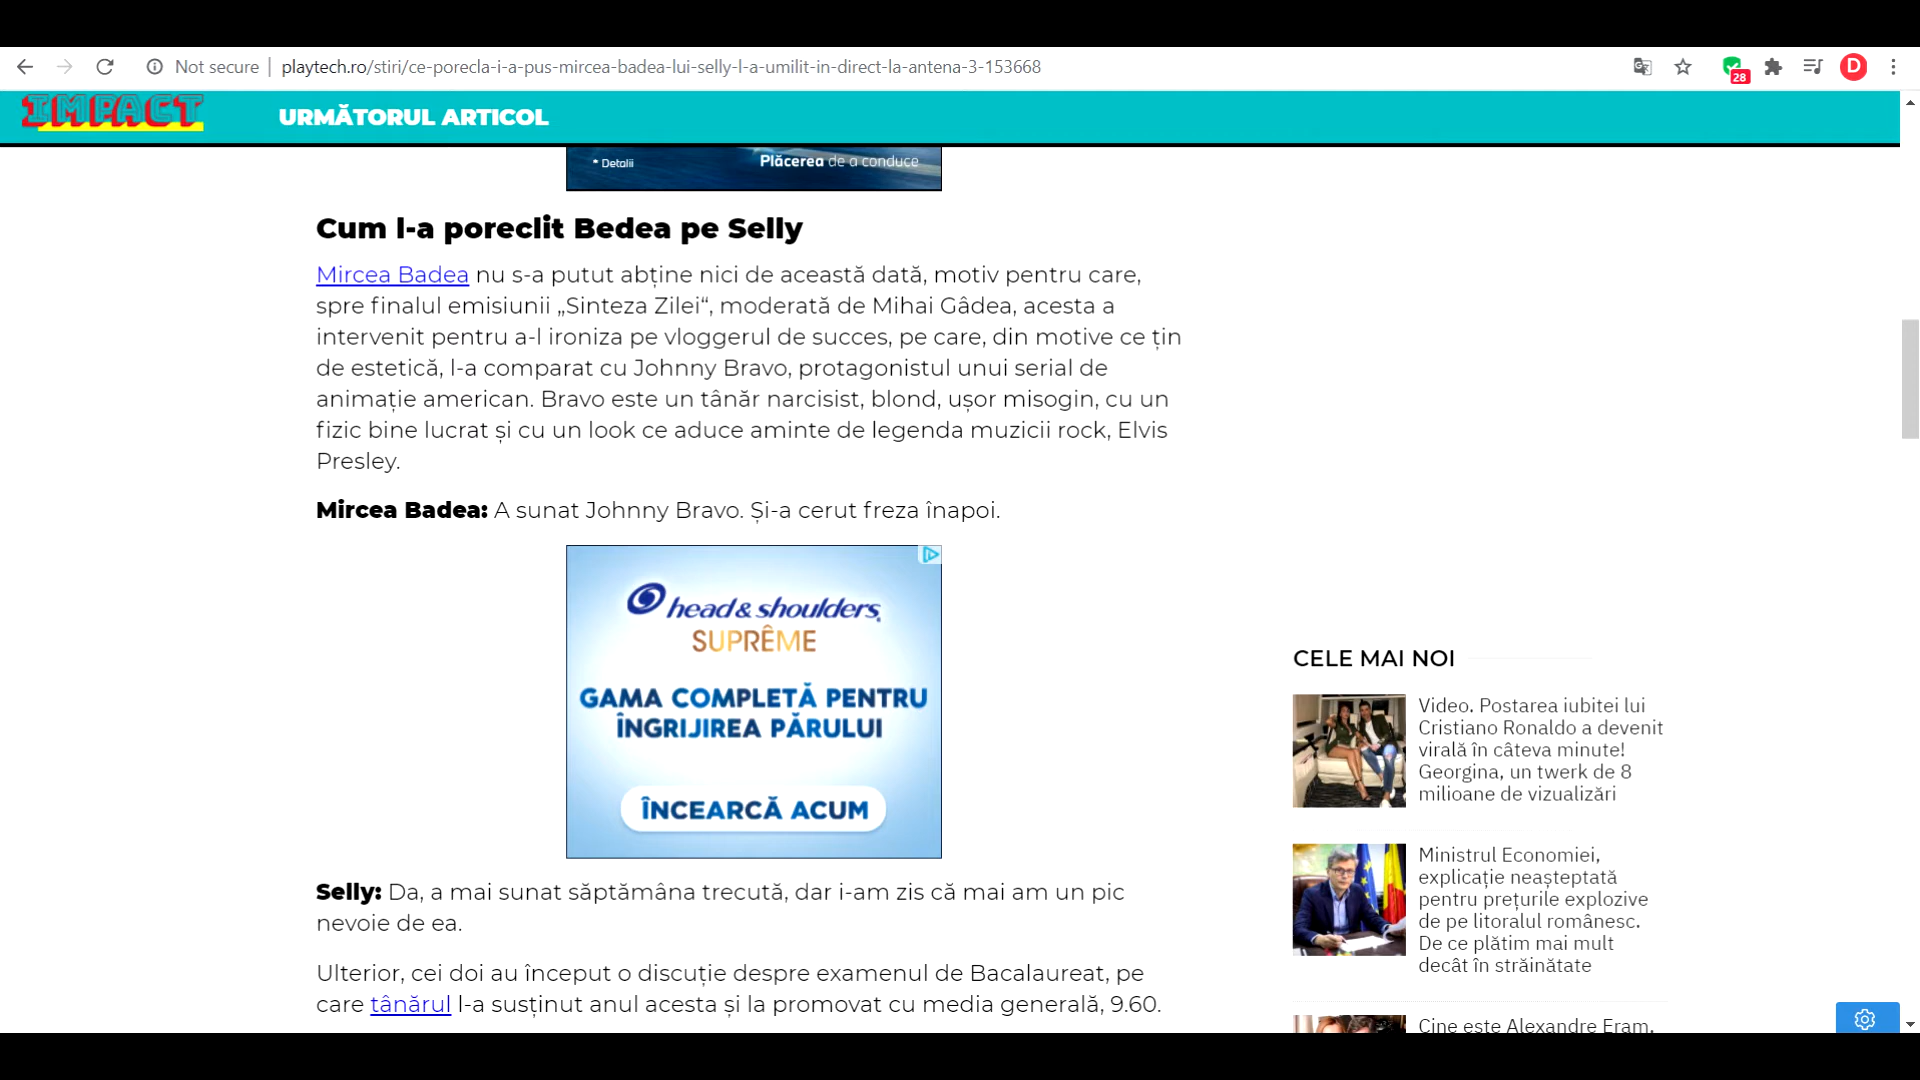 Not secure
playtech.ro/stiri/ce-porecla-i-a-pus-mircea-badea-lui-selly-l-a-umilit-in-direct-la-antena-3-153668
28
D
IMPACT
URMĂTORUL ARTICOL
* Detalii
Plăcerea de a conduce
Cum l-a poreclit Bedea pe Selly
Mircea Badea nu s-a putut abține nici de această dată, motiv pentru care,
spre finalul emisiunii „Sinteza Zilei“, moderată de Mihai Gâdea, acesta a
intervenit pentru a-l ironiza pe vloggerul de succes, pe care, din motive ce țin
de estetică, l-a comparat cu Johnny Bravo, protagonistul unui serial de
animație american. Bravo este un tânăr narcisist, blond, ușor misogin, cu un
fizic bine lucrat și cu un look ce aduce aminte de legenda muzicii rock, Elvis
Presley.
Mircea Badea: A sunat Johnny Bravo. Și-a cerut freza înapoi.
head & shoulders
SUPRÊME
GAMA COMPLETĂ PENTRU
ÎNGRIJIREA PĂRULUI
ÎNCEARCĂ ACUM
Selly: Da, a mai sunat săptămâna trecută, dar i-am zis că mai am un pic
nevoie de ea.
Ulterior, cei doi au început o discuție despre examenul de Bacalaureat, pe
care tânărul l-a susținut anul acesta și la promovat cu media generală, 9.60.
CELE MAI NOI
Video. Postarea iubitei lui
Cristiano Ronaldo a devenit
virală în câteva minute!
Georgina, un twerk de 8
milioane de vizualizări
Ministrul Economiei,
explicație neașteptată
pentru prețurile explozive
de pe litoralul românesc.
De ce plătim mai mult
decât în străinătate
Cine este Alexandre Eram,